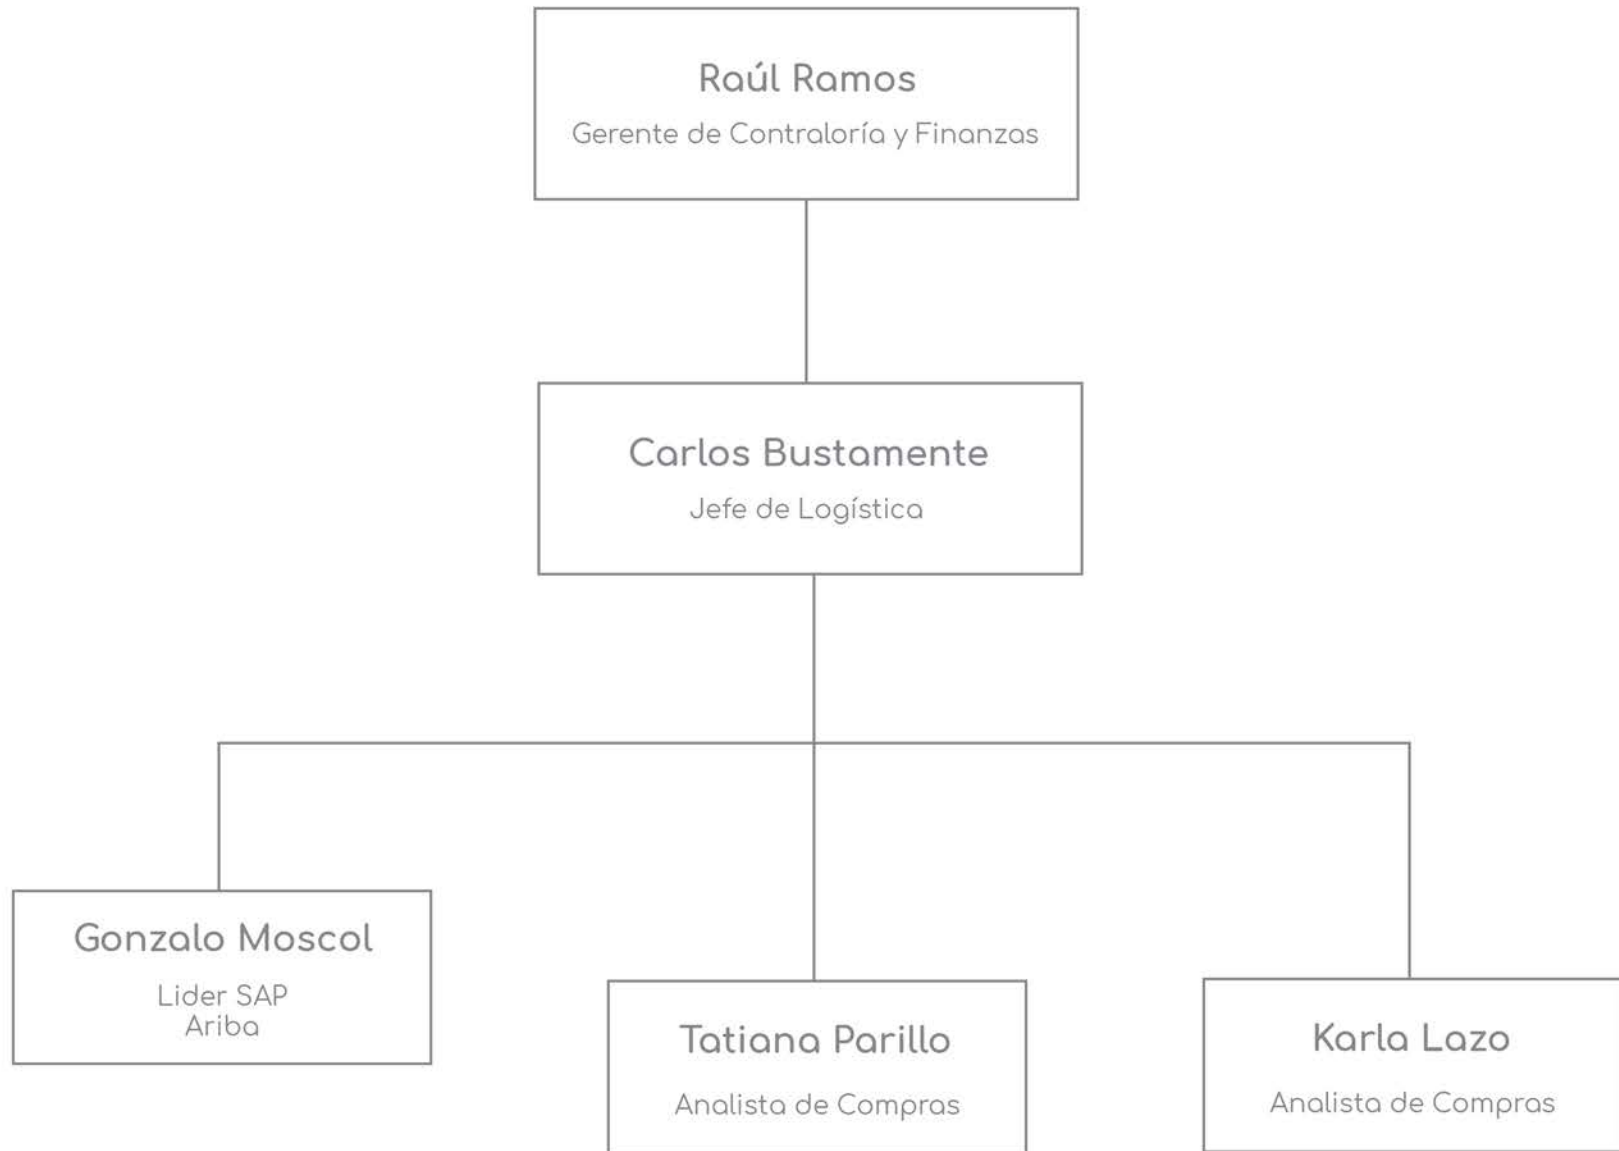 Raúl Ramos
Gerente de Contraloría y Finanzas
Carlos Bustamente
Jefe de Logística
Gonzalo Moscol
Lider SAP
Ariba
Tatiana Parillo
Analista de Compras
Karla Lazo
Analista de Compras